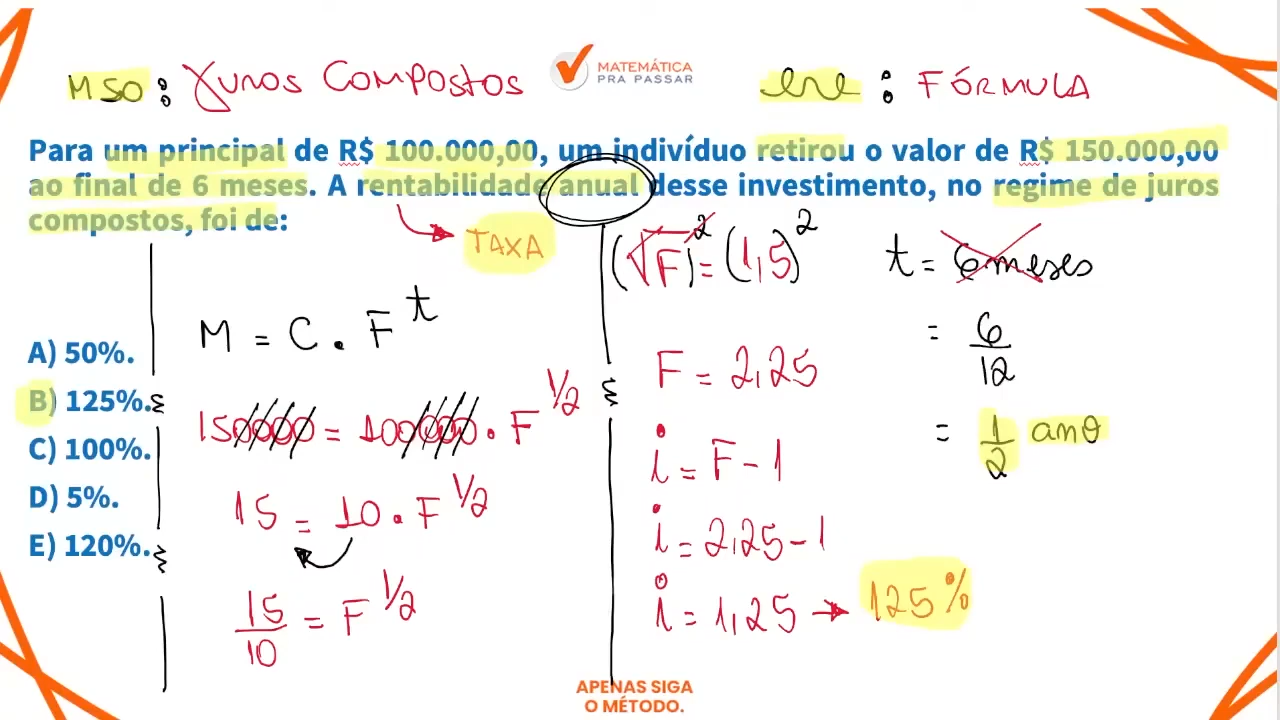 MSO: JUROS COMPOSTOS
MATEMÁTICA
PRA PASSAR
: FÓRMULA
Para um principal de R$ 100.000,00, um indivíduo retirou o valor de R$ 150.000,00
ao final de 6 meses. A rentabilidade anual desse investimento, no regime de juros
compostos, foi de:
TAXA
A) 50%.
B) 125%.
C) 100%.
D) 5%.
E) 120%.
M = C . F^t
150000 = 100000 . F^1/2
15 = 10 . F^1/2
15/10 = F^1/2
(√F)^2 = (1,5)^2
F = 2,25
i = F - 1
i = 2,25 - 1
i = 1,25 → 125%
t = 6 meses
= 6/12
= 1/2 ano
APENAS SIGA
O MÉTODO.